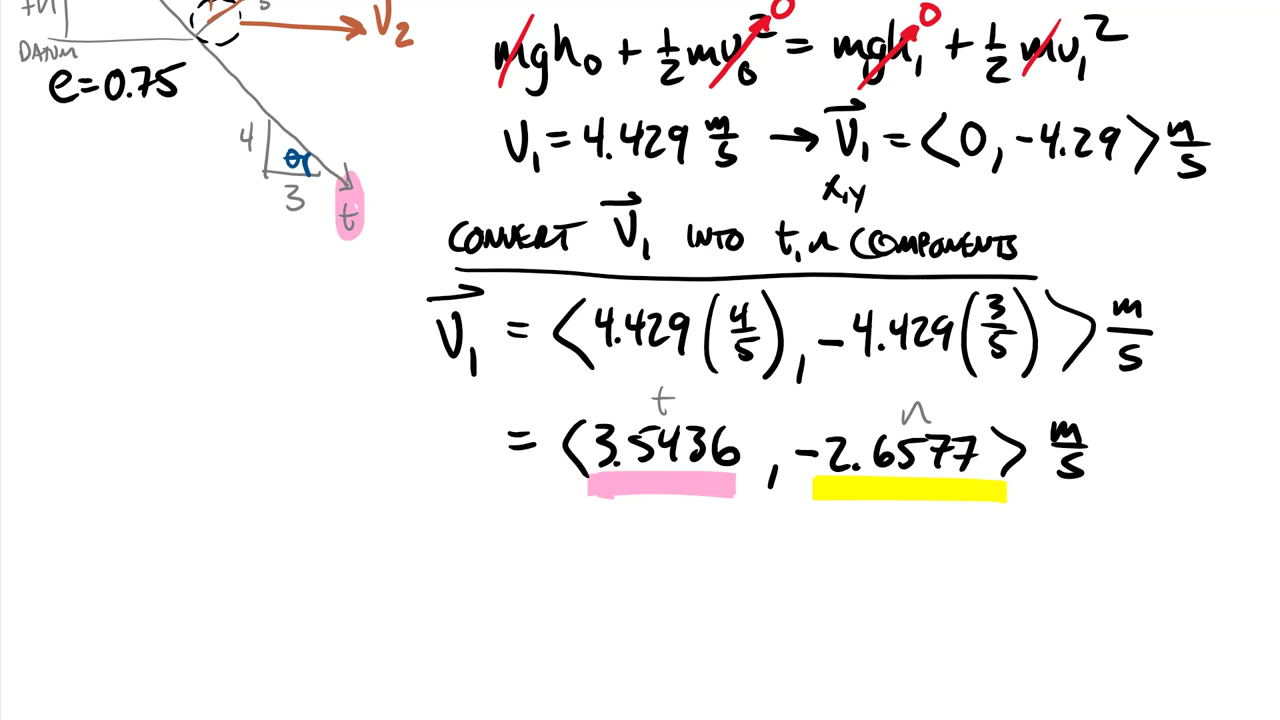 +n 5 V₂
DATUM
e=0.75
4 θ
3 t
mgh₀ + ½mv₀² = mgh₁ + ½mv₁²
0 0
V₁ = 4.429 m/s → V₁ = <0, -4.29> m/s
x,y
CONVERT V₁ INTO t,n COMPONENTS
V₁ = <4.429(4/5), -4.429(3/5)> m/s
t n
= <3.5436, -2.6577> m/s